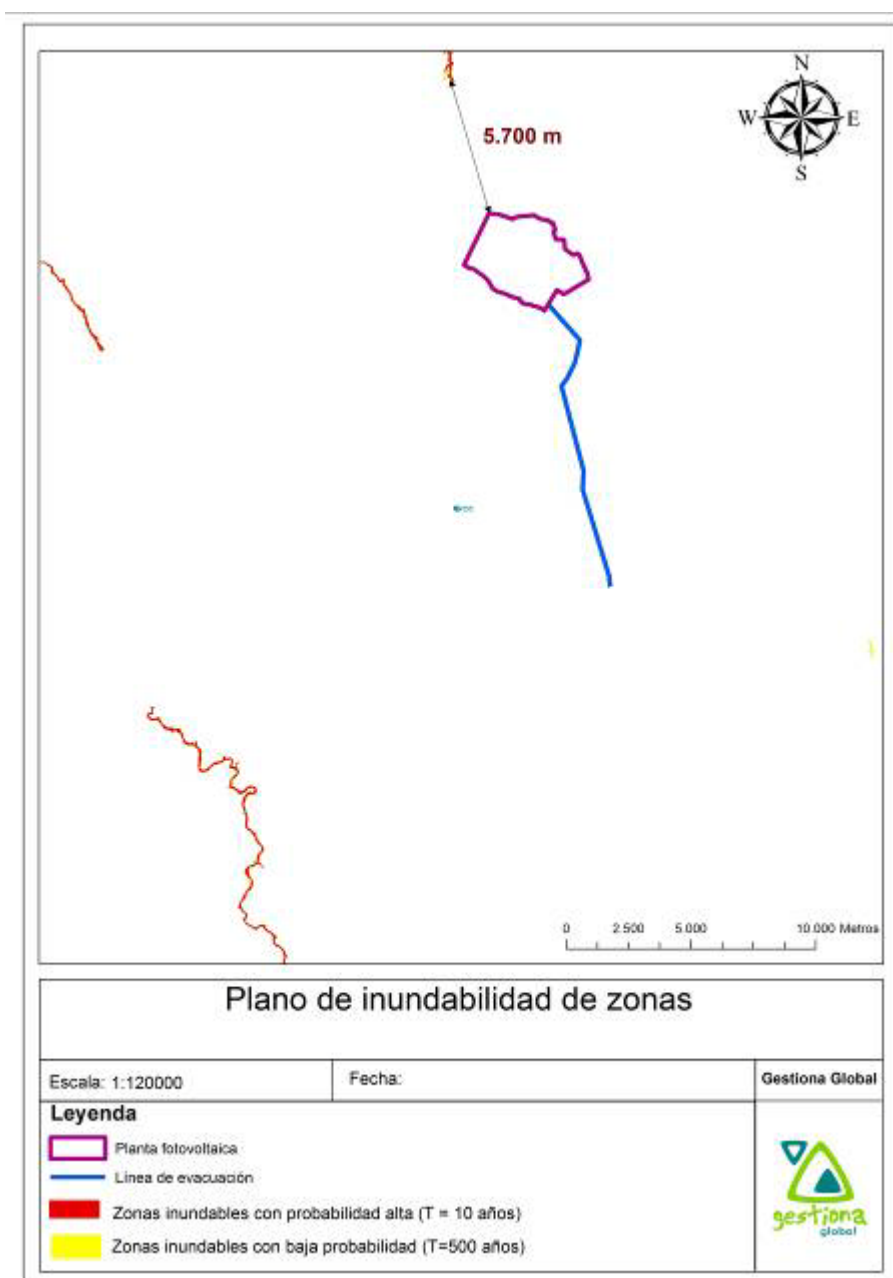 N
W
E
S
5.700 m
0 2.500 5.000 10.000 Metros
Plano de inundabilidad de zonas
Escala: 1:120000
Fecha:
Gestiona Global
Leyenda
Planta fotovoltaica
Línea de evacuación
Zonas inundables con probabilidad alta (T = 10 años)
Zonas inundables con baja probabilidad (T=500 años)
gestiona
global